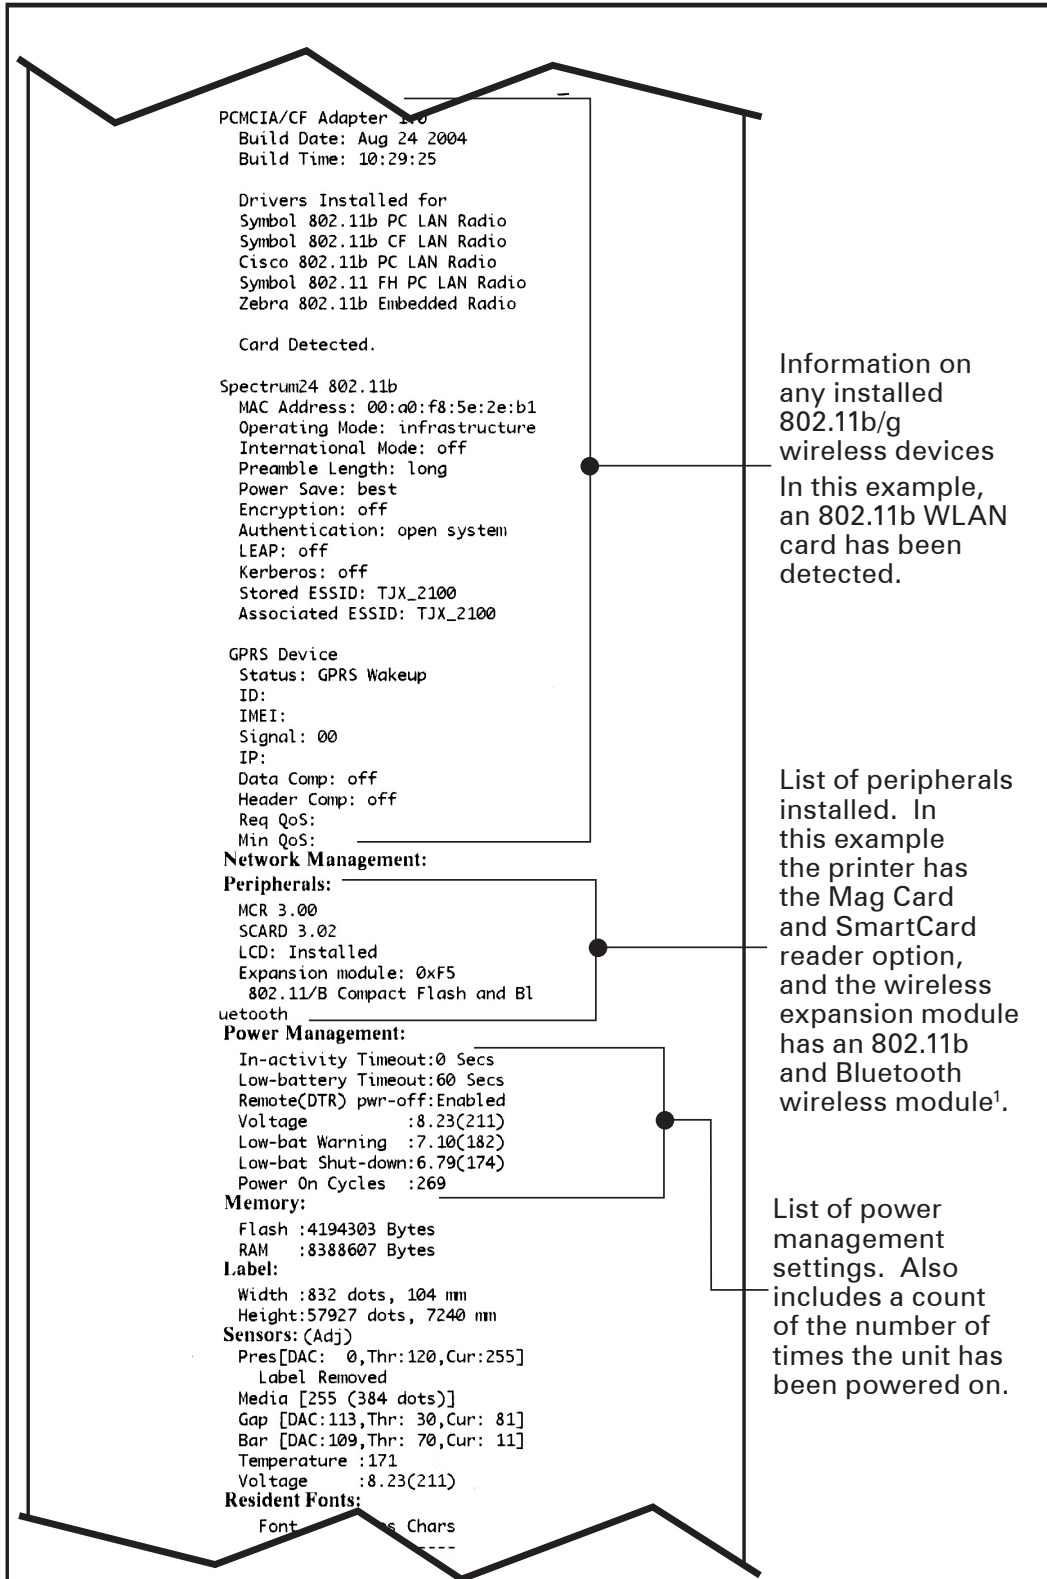 PCMCIA/CF Adapter 1.0
Build Date: Aug 24 2004
Build Time: 10:29:25
Drivers Installed for
Symbol 802.11b PC LAN Radio
Symbol 802.11b CF LAN Radio
Cisco 802.11b PC LAN Radio
Symbol 802.11 FH PC LAN Radio
Zebra 802.11b Embedded Radio
Card Detected.
Spectrum24 802.11b
MAC Address: 00:a0:f8:5e:2e:b1
Operating Mode: infrastructure
International Mode: off
Preamble Length: long
Power Save: best
Encryption: off
Authentication: open system
LEAP: off
Kerberos: off
Stored ESSID: TJX_2100
Associated ESSID: TJX_2100
GPRS Device
Status: GPRS Wakeup
ID:
IMEI:
Signal: 00
IP:
Data Comp: off
Header Comp: off
Req QoS:
Min QoS:
Network Management:
Peripherals:
MCR 3.00
SCARD 3.02
LCD: Installed
Expansion module: 0xF5
802.11/B Compact Flash and Bl
uetooth
Power Management:
In-activity Timeout:0 Secs
Low-battery Timeout:60 Secs
Remote(DTR) pwr-off:Enabled
Voltage :8.23(211)
Low-bat Warning :7.10(182)
Low-bat Shut-down:6.79(174)
Power On Cycles :269
Memory:
Flash :4194303 Bytes
RAM :8388607 Bytes
Label:
Width :832 dots, 104 mm
Height:57927 dots, 7240 mm
Sensors: (Adj)
Pres[DAC: 0,Thr:120,Cur:255]
Label Removed
Media [255 (384 dots)]
Gap [DAC:113,Thr: 30,Cur: 81]
Bar [DAC:109,Thr: 70,Cur: 11]
Temperature :171
Voltage :8.23(211)
Resident Fonts:
Font Chars
----
Information on
any installed
802.11b/g
wireless devices
In this example,
an 802.11b WLAN
card has been
detected.
List of peripherals
installed. In
this example
the printer has
the Mag Card
and SmartCard
reader option,
and the wireless
expansion module
has an 802.11b
and Bluetooth
wireless module¹.
List of power
management
settings. Also
includes a count
of the number of
times the unit has
been powered on.